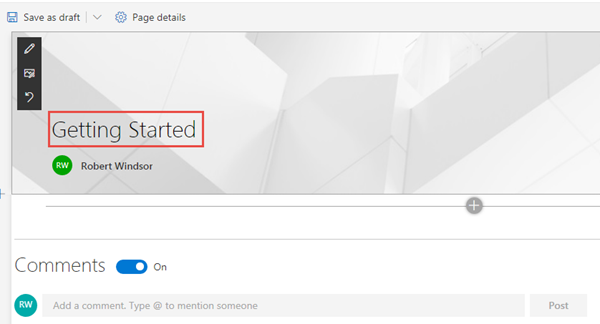 Save as draft Page details
Getting Started
RW Robert Windsor
Comments On
RW Add a comment. Type @ to mention someone Post